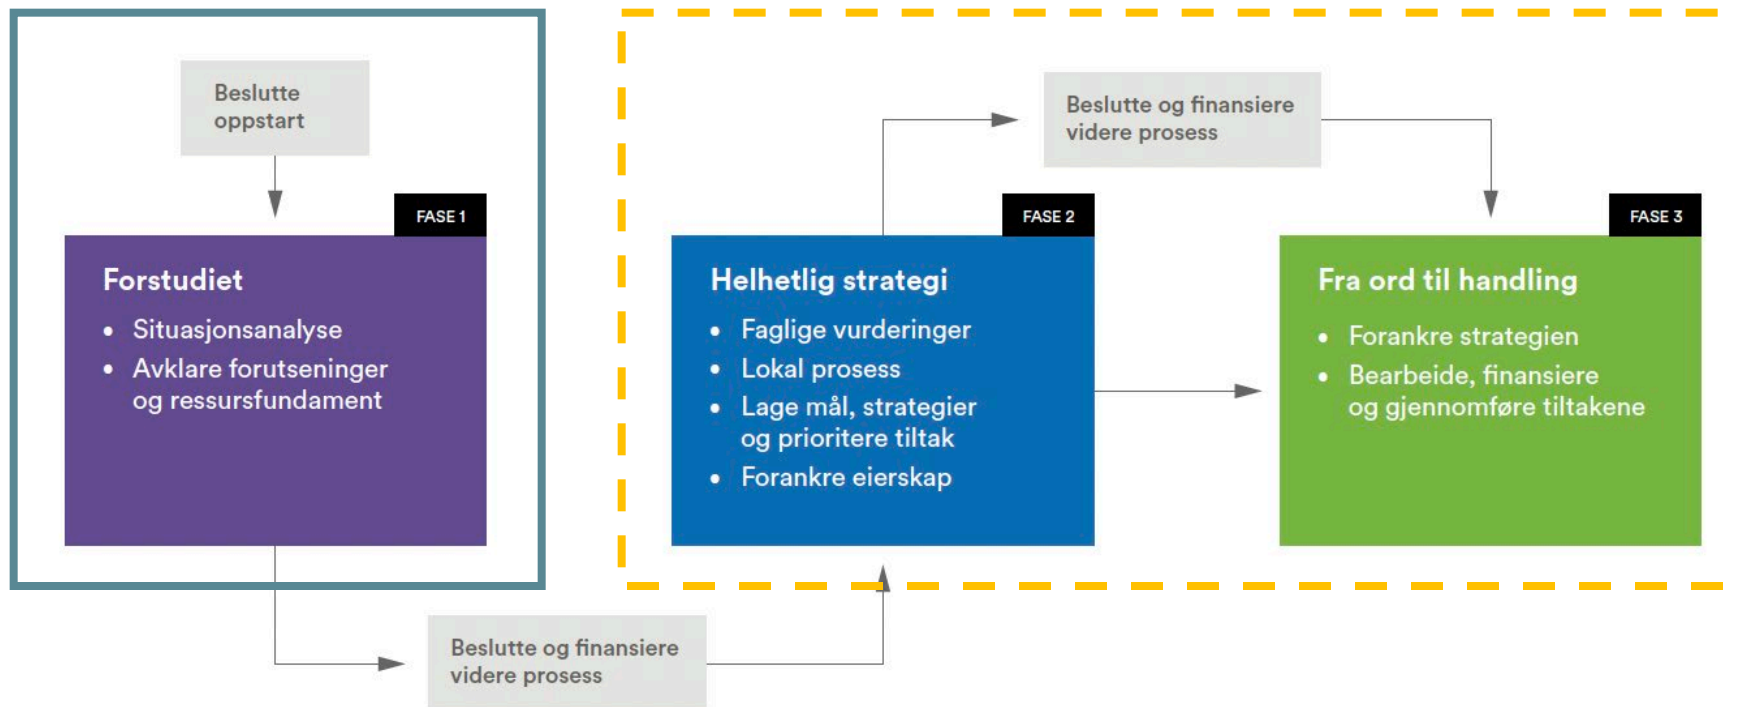 Beslutte
oppstart
FASE 1
Forstudiet
• Situasjonsanalyse
• Avklare forutseninger
og ressursfundament
Beslutte og finansiere
videre prosess
FASE 2
Helhetlig strategi
• Faglige vurderinger
• Lokal prosess
• Lage mål, strategier
og prioritere tiltak
• Forankre eierskap
Beslutte og finansiere
videre prosess
FASE 3
Fra ord til handling
• Forankre strategien
• Bearbeide, finansiere
og gjennomføre tiltakene